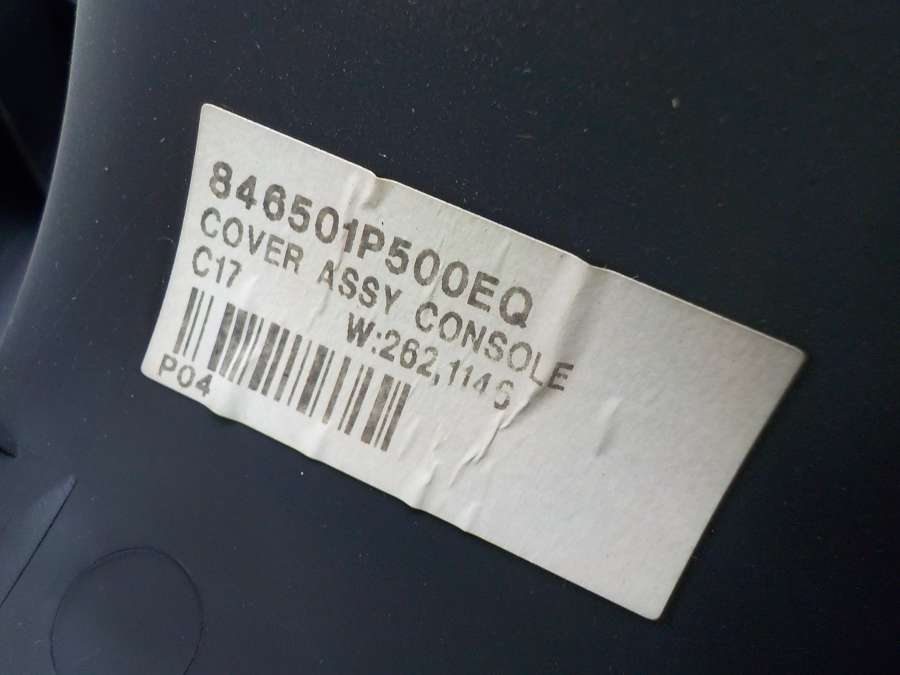 846501P500EQ
COVER ASSY CONSOLE
C17
W:262,114 S
P04